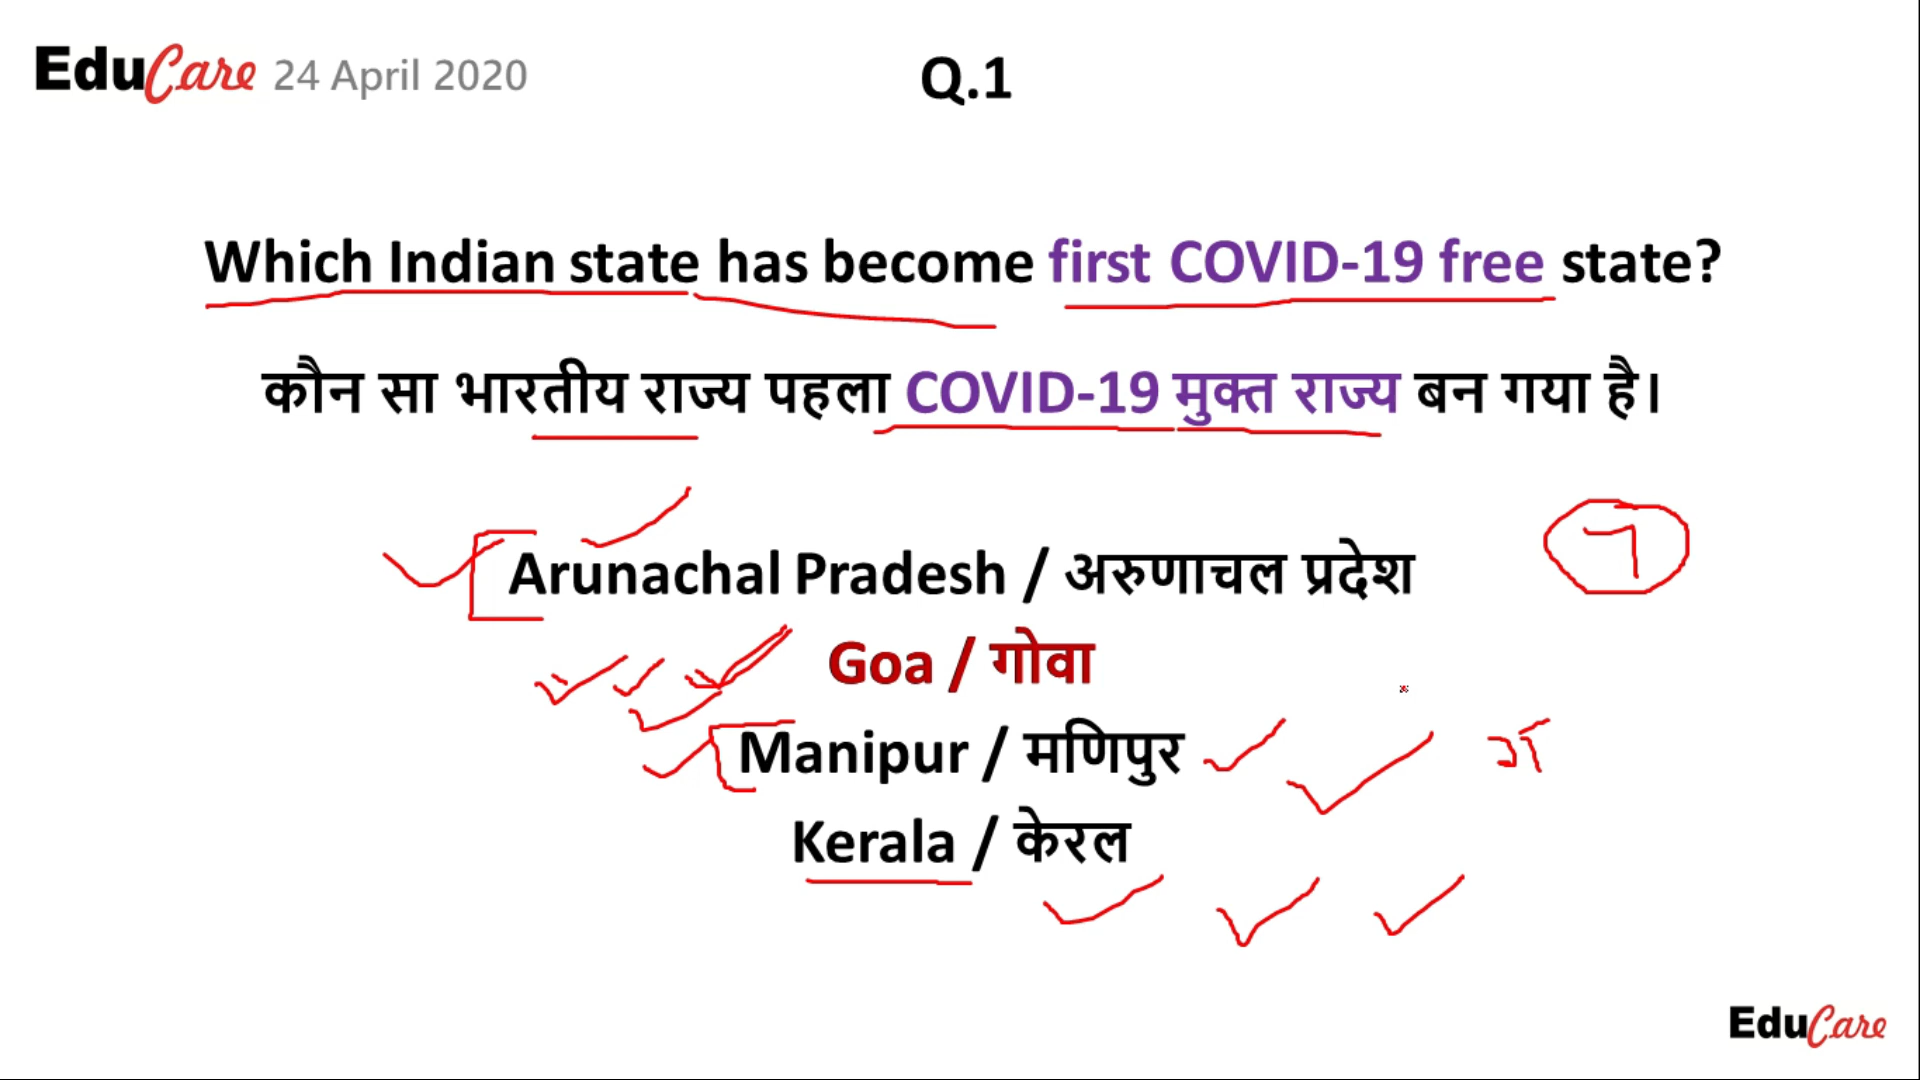 EduCare 24 April 2020
Q.1
Which Indian state has become first COVID-19 free state?
कौन सा भारतीय राज्य पहला COVID-19 मुक्त राज्य बन गया है।
Arunachal Pradesh / अरुणाचल प्रदेश
Goa / गोवा
Manipur / मणिपुर
Kerala / केरल
EduCare